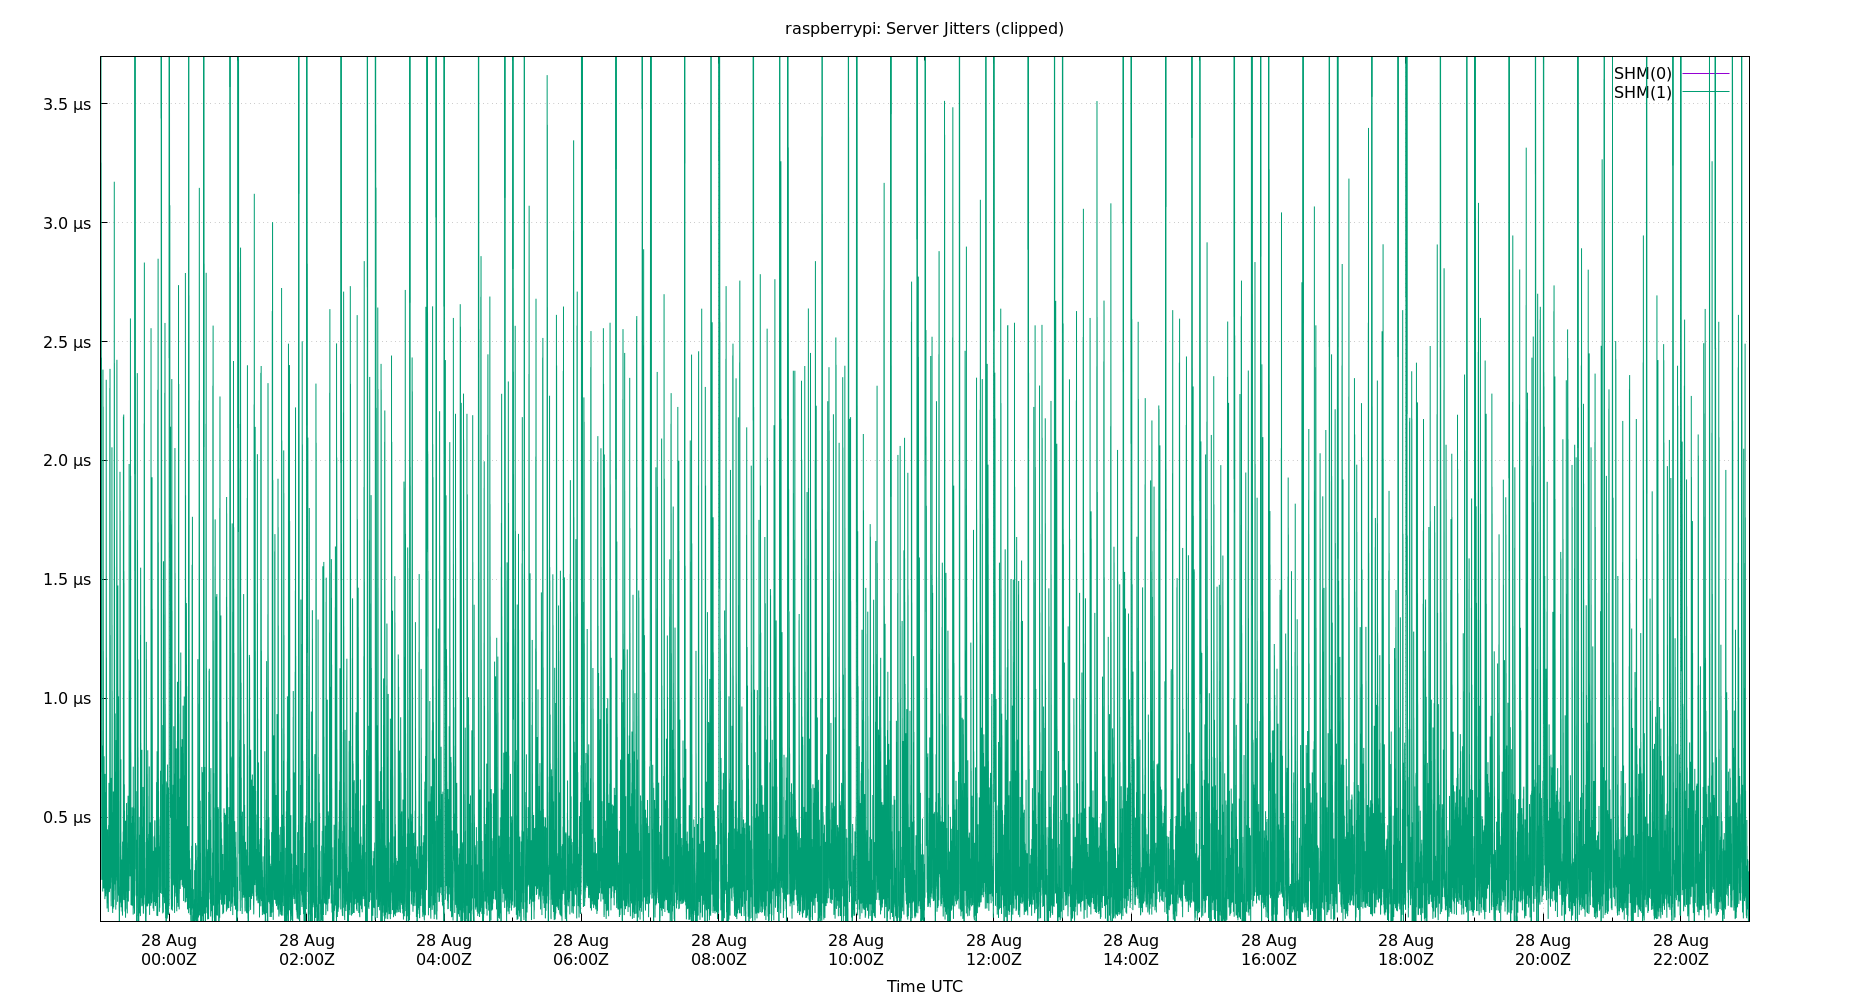 raspberrypi: Server Jitters (clipped)
SHM(0)
SHM(1)
3.5 µs
3.0 µs
2.5 µs
2.0 µs
1.5 µs
1.0 µs
0.5 µs
28 Aug 28 Aug 28 Aug 28 Aug 28 Aug 28 Aug 28 Aug 28 Aug 28 Aug 28 Aug 28 Aug 28 Aug
00:00Z 02:00Z 04:00Z 06:00Z 08:00Z 10:00Z 12:00Z 14:00Z 16:00Z 18:00Z 20:00Z 22:00Z
Time UTC